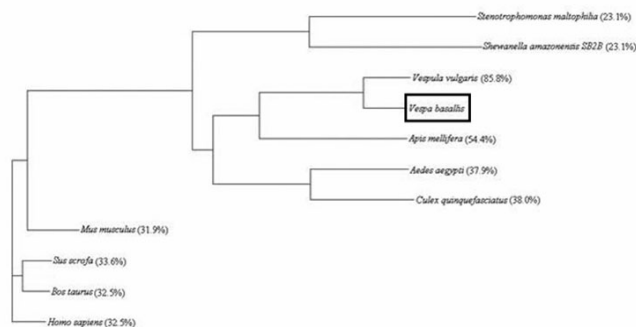 Stenotrophomonas maltophilia (23.1%)
Shewanella amazonensis SB2B (23.1%)
Vespula vulgaris (85.8%)
Vespa basalis
Apis mellifera (54.4%)
Aedes aegypti (37.9%)
Culex quinquefasciatus (38.0%)
Mus musculus (31.9%)
Sus scrofa (33.6%)
Bos taurus (32.5%)
Homo sapiens (32.5%)